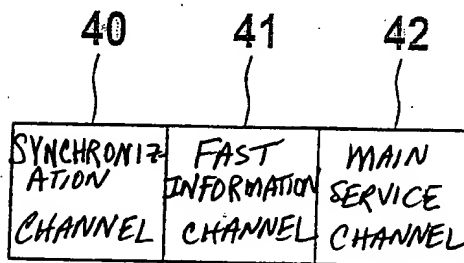 40 41 42
SYNCHRONIZ-
ATION
CHANNEL
FAST
INFORMATION
CHANNEL
MAIN
SERVICE
CHANNEL